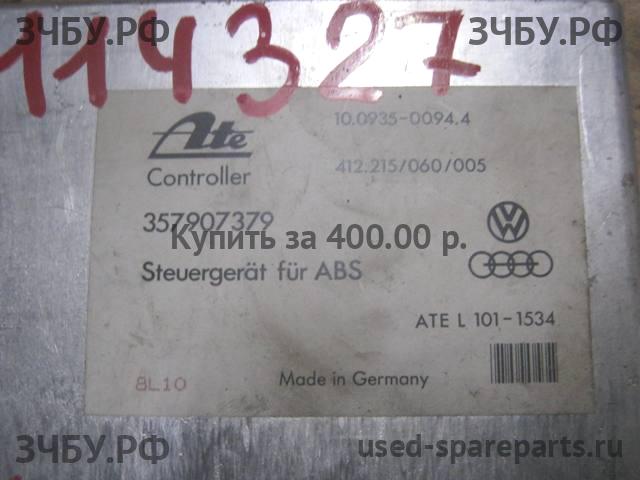 ЗЧБУ.РФ ЗЧБУ.РФ
114327
Ate 10.0935-0094.4
Controller 412.215/060/005
357907379
Купить за 400.00 р.
Steuergerät für ABS
ATE L 101-1534
8L10 Made in Germany
ЗЧБУ.РФ used-spareparts.ru